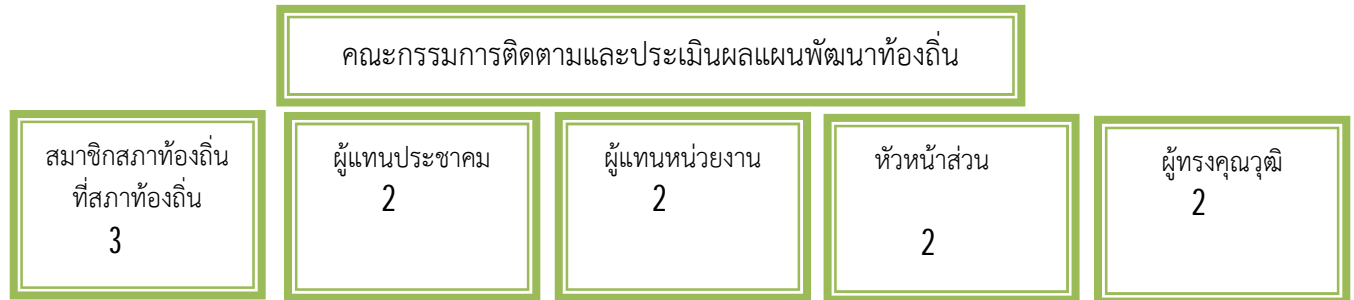 คณะกรรมการติดตามและประเมินผลแผนพัฒนาท้องถิ่น
สมาชิกสภาท้องถิ่น
ที่สภาท้องถิ่น
3
ผู้แทนประชาคม
2
ผู้แทนหน่วยงาน
2
หัวหน้าส่วน
2
ผู้ทรงคุณวุฒิ
2